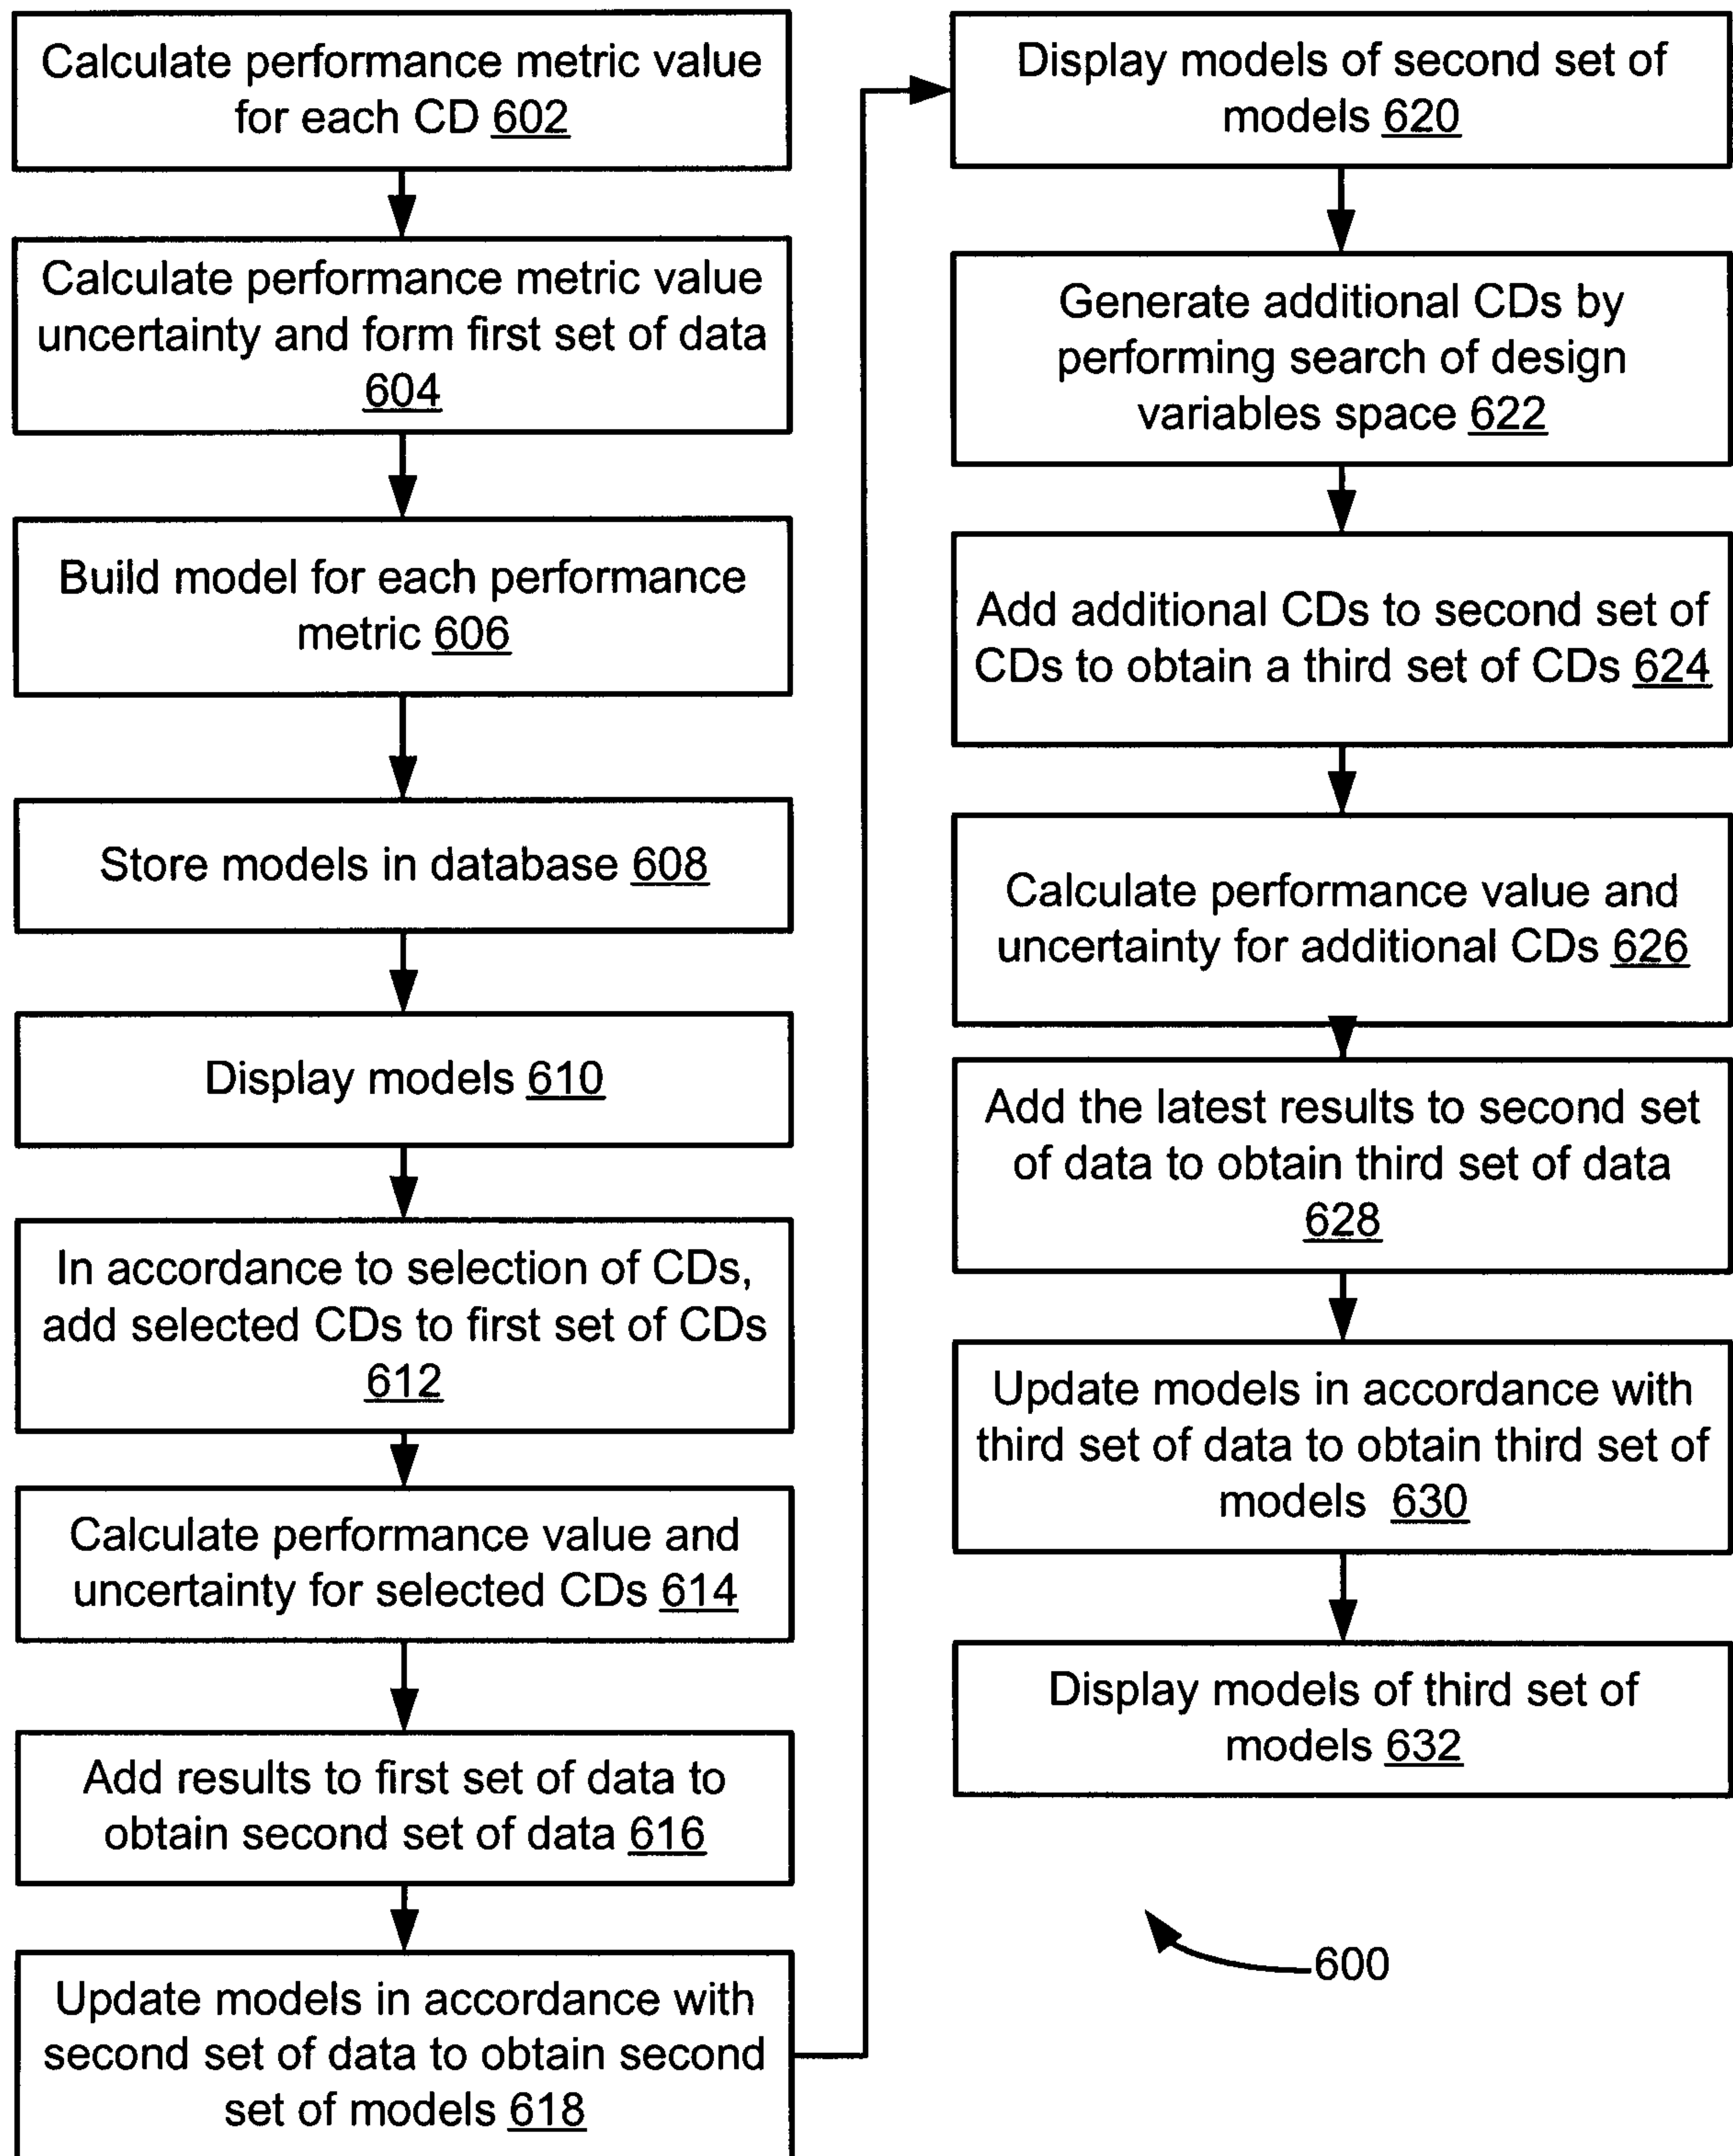 Calculate performance metric value
for each CD 602
Calculate performance metric value
uncertainty and form first set of data
604
Build model for each performance
metric 606
Store models in database 608
Display models 610
In accordance to selection of CDs,
add selected CDs to first set of CDs
612
Calculate performance value and
uncertainty for selected CDs 614
Add results to first set of data to
obtain second set of data 616
Update models in accordance with
second set of data to obtain second
set of models 618
Display models of second set of
models 620
Generate additional CDs by
performing search of design
variables space 622
Add additional CDs to second set of
CDs to obtain a third set of CDs 624
Calculate performance value and
uncertainty for additional CDs 626
Add the latest results to second set
of data to obtain third set of data
628
Update models in accordance with
third set of data to obtain third set of
models 630
Display models of third set of
models 632
600